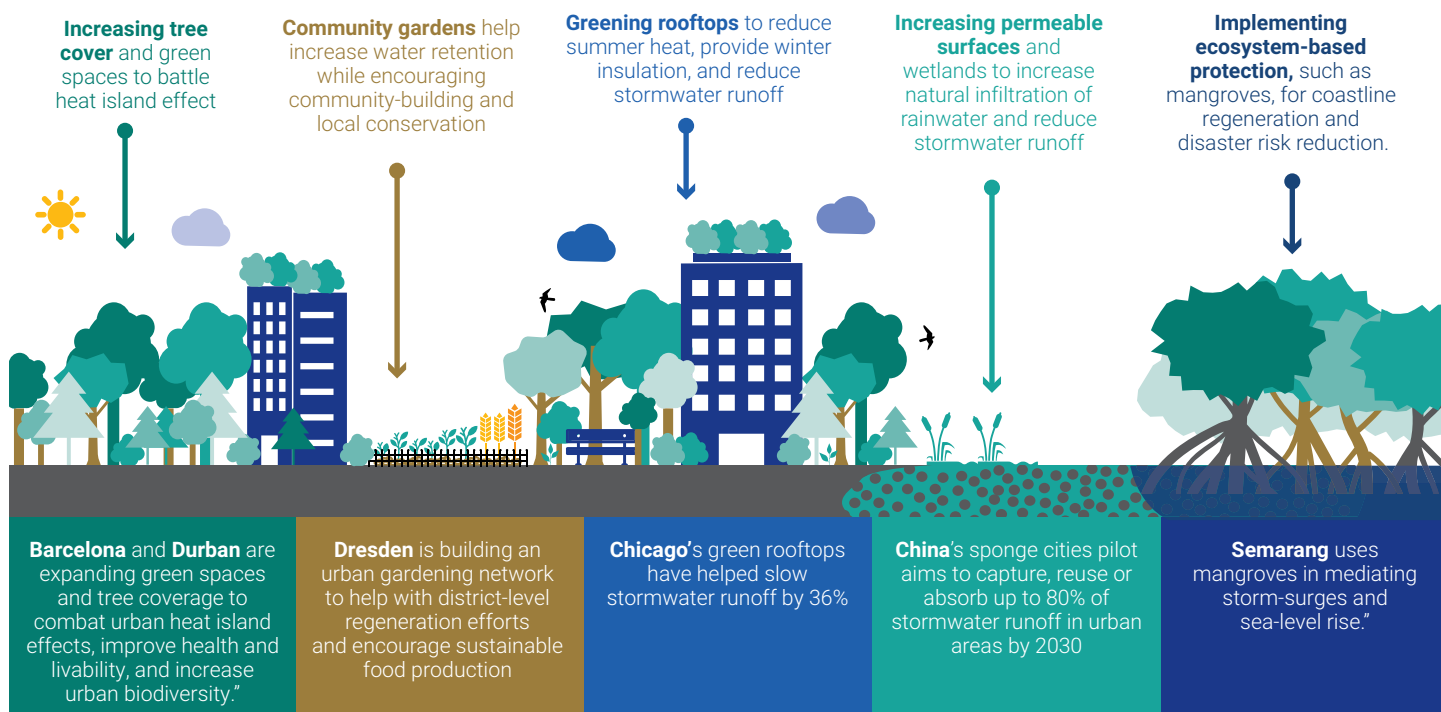 Increasing tree
cover and green
spaces to battle
heat island effect
Community gardens help
increase water retention
while encouraging
community-building and
local conservation
Greening rooftops to reduce
summer heat, provide winter
insulation, and reduce
stormwater runoff
Increasing permeable
surfaces and
wetlands to increase
natural infiltration of
rainwater and reduce
stormwater runoff
Implementing
ecosystem-based
protection, such as
mangroves, for coastline
regeneration and
disaster risk reduction.
Barcelona and Durban are
expanding green spaces
and tree coverage to
combat urban heat island
effects, improve health and
livability, and increase
urban biodiversity.”
Dresden is building an
urban gardening network
to help with district-level
regeneration efforts
and encourage sustainable
food production
Chicago’s green rooftops
have helped slow
stormwater runoff by 36%
China’s sponge cities pilot
aims to capture, reuse or
absorb up to 80% of
stormwater runoff in urban
areas by 2030
Semarang uses
mangroves in mediating
storm-surges and
sea-level rise.”